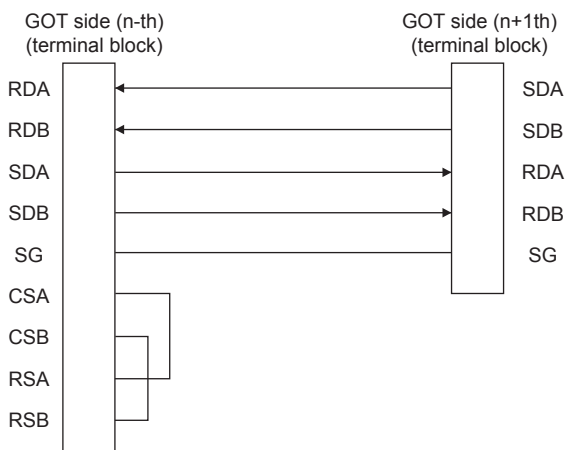 GOT side (n-th)
(terminal block)
GOT side (n+1th)
(terminal block)
RDA
SDA
RDB
SDB
SDA
RDA
SDB
RDB
SG
SG
CSA
CSB
RSA
RSB